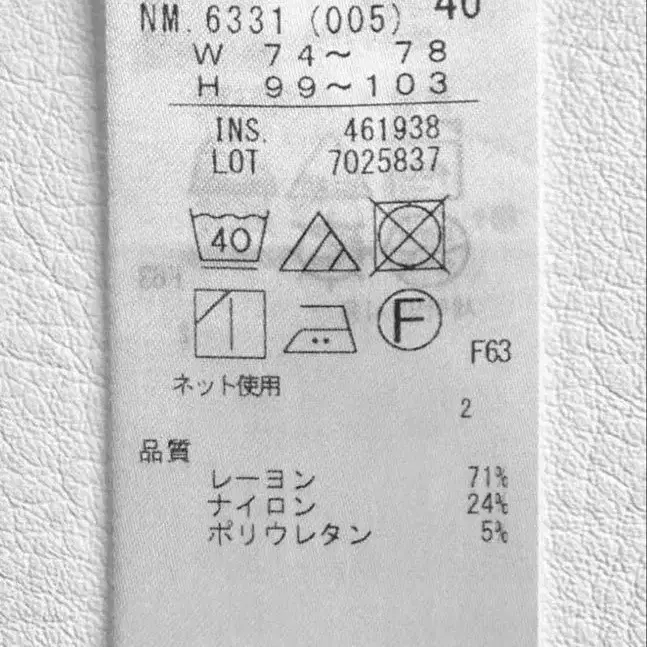 40
NM. 6331 (005)
W 74～ 78
H 99～103
INS. 461938
LOT 7025837
40
F
F63
ネット使用
2
品質
レーヨン 71%
ナイロン 24%
ポリウレタン 5%